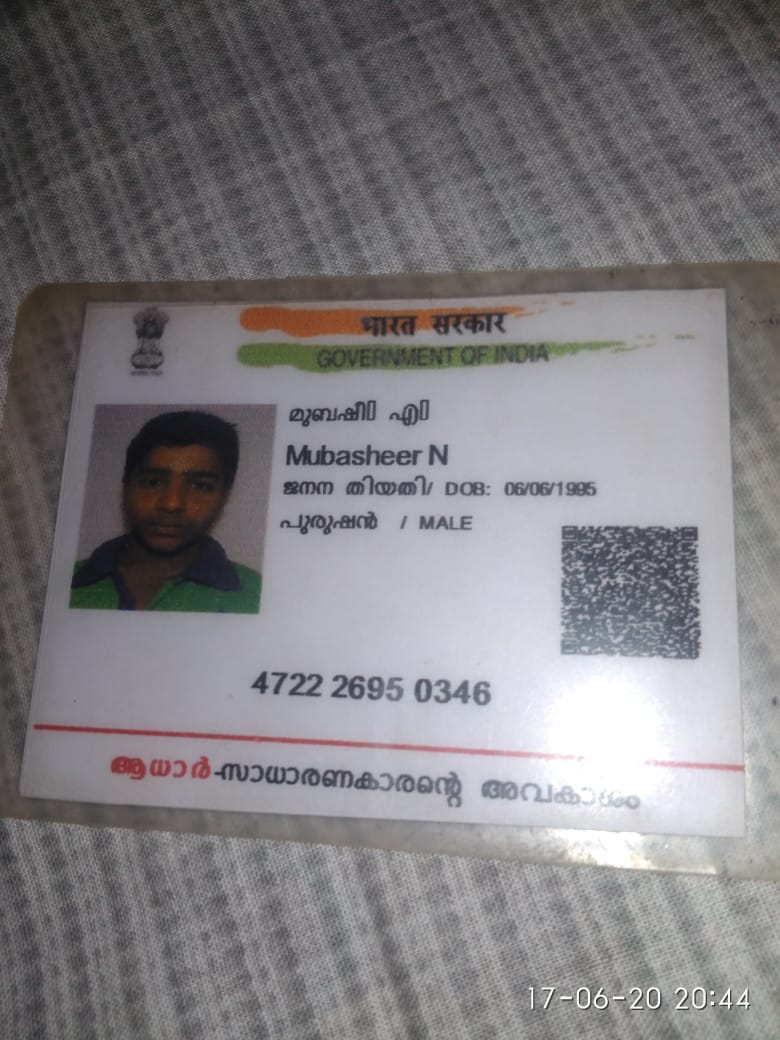 भारत सरकार
GOVERNMENT OF INDIA
മുബഷീ▯ എ▯
Mubasheer N
ജനന തിയതി/ DOB: 06/06/1995
പുരുഷൻ / MALE
4722 2695 0346
ആധാർ-സാധാരണക്കാരന്റെ അവകാശം
17-06-20 20:44